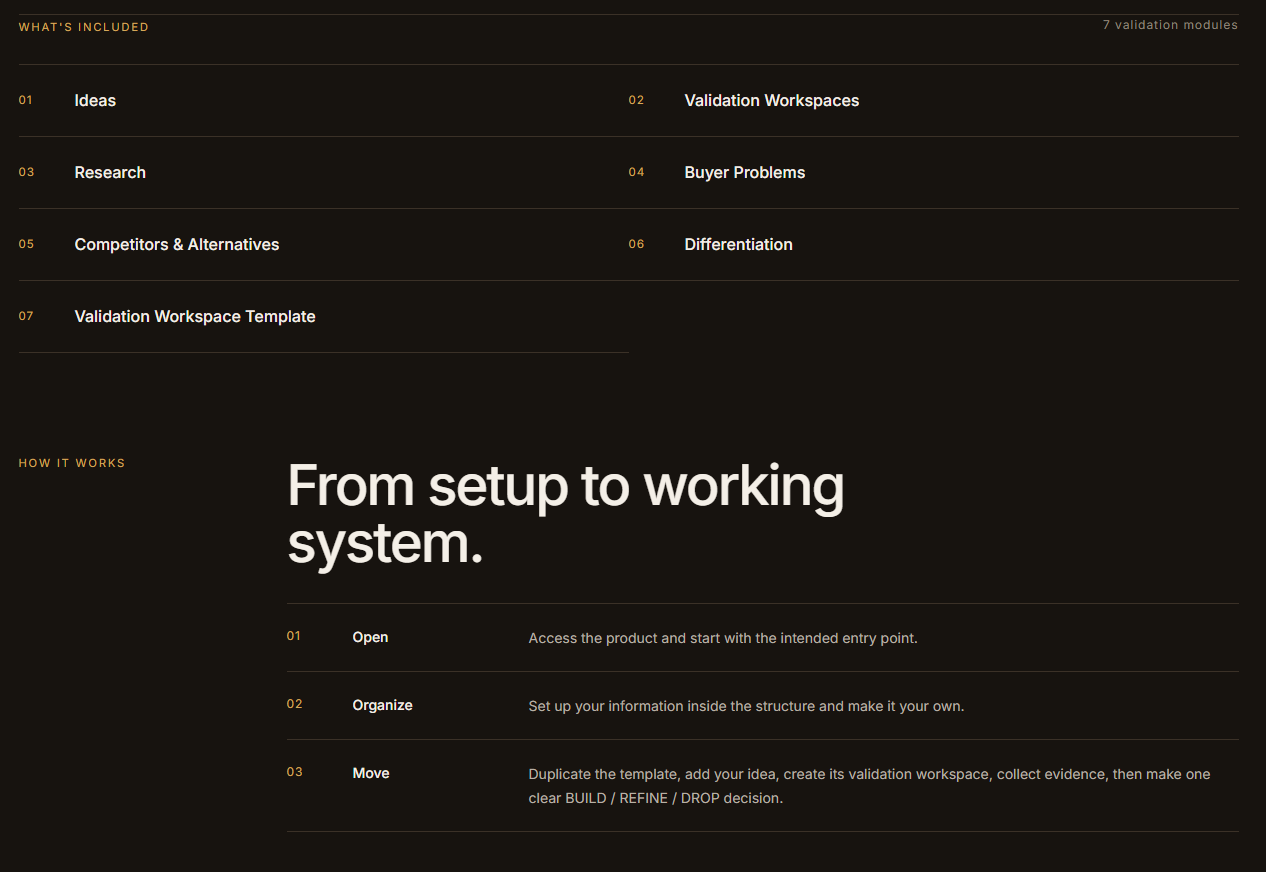 WHAT'S INCLUDED
7 validation modules
01 Ideas
02 Validation Workspaces
03 Research
04 Buyer Problems
05 Competitors & Alternatives
06 Differentiation
07 Validation Workspace Template
HOW IT WORKS
From setup to working
system.
01 Open Access the product and start with the intended entry point.
02 Organize Set up your information inside the structure and make it your own.
03 Move Duplicate the template, add your idea, create its validation workspace, collect evidence, then make one
clear BUILD / REFINE / DROP decision.